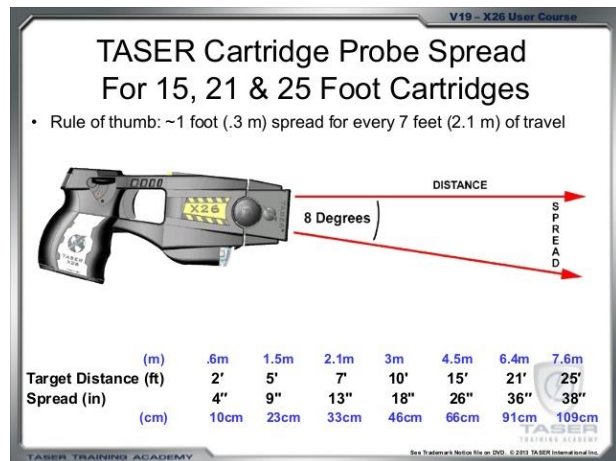 V19 – X26 User Course
TASER Cartridge Probe Spread
For 15, 21 & 25 Foot Cartridges
• Rule of thumb: ~1 foot (.3 m) spread for every 7 feet (2.1 m) of travel
DISTANCE
X26
8 Degrees
SPREAD
TASER
X26
(m) .6m 1.5m 2.1m 3m 4.5m 6.4m 7.6m
Target Distance (ft) 2' 5' 7' 10' 15' 21' 25'
Spread (in) 4" 9" 13" 18" 26" 36" 38"
(cm) 10cm 23cm 33cm 46cm 66cm 91cm 109cm
TASER
TRAINING ACADEMY
See Trademark Notice file on DVD. © 2013 TASER International Inc.
TASER TRAINING ACADEMY